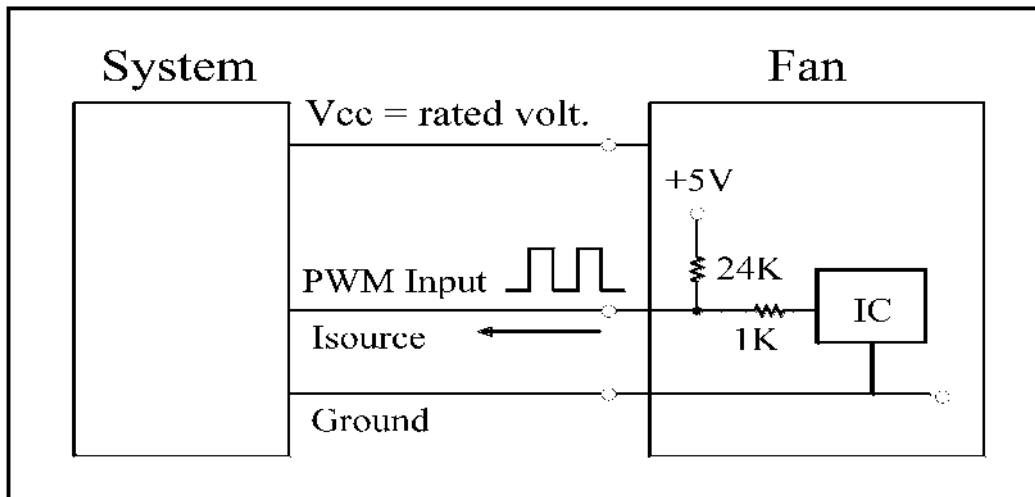 System
Fan
Vcc = rated volt.
+5V
PWM Input
24K
IC
Isource
1K
Ground